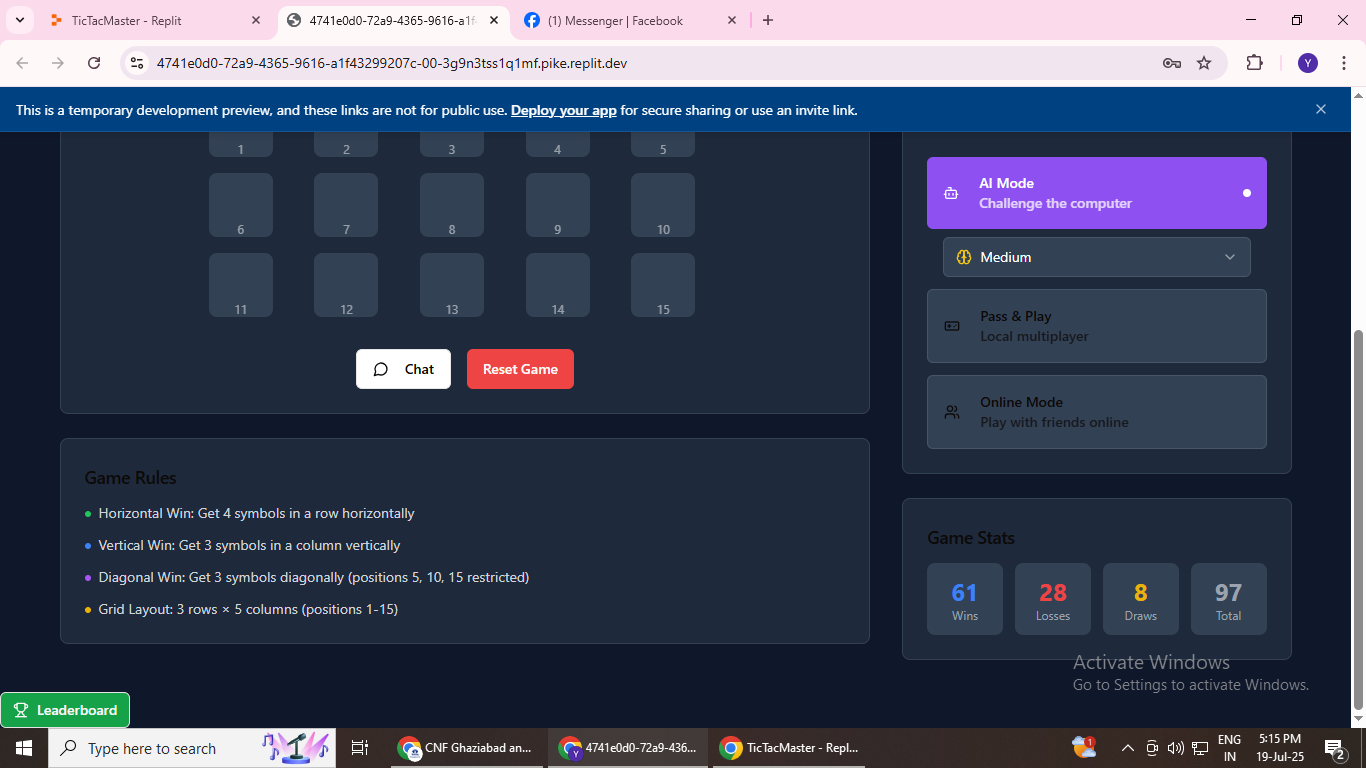 TicTacMaster - Replit
4741e0d0-72a9-4365-9616-a1f
(1) Messenger | Facebook
4741e0d0-72a9-4365-9616-a1f43299207c-00-3g9n3tss1q1mf.pike.replit.dev
Y
This is a temporary development preview, and these links are not for public use. Deploy your app for secure sharing or use an invite link.
1 2 3 4 5
6 7 8 9 10
11 12 13 14 15
Chat
Reset Game
Game Rules
Horizontal Win: Get 4 symbols in a row horizontally
Vertical Win: Get 3 symbols in a column vertically
Diagonal Win: Get 3 symbols diagonally (positions 5, 10, 15 restricted)
Grid Layout: 3 rows × 5 columns (positions 1-15)
AI Mode
Challenge the computer
Medium
Pass & Play
Local multiplayer
Online Mode
Play with friends online
Game Stats
61 28 8 97
Wins Losses Draws Total
Activate Windows
Go to Settings to activate Windows.
Leaderboard
Type here to search
CNF Ghaziabad an...
Y
4741e0d0-72a9-436...
TicTacMaster - Repl...
1
ENG
IN
5:15 PM
19-Jul-25
2